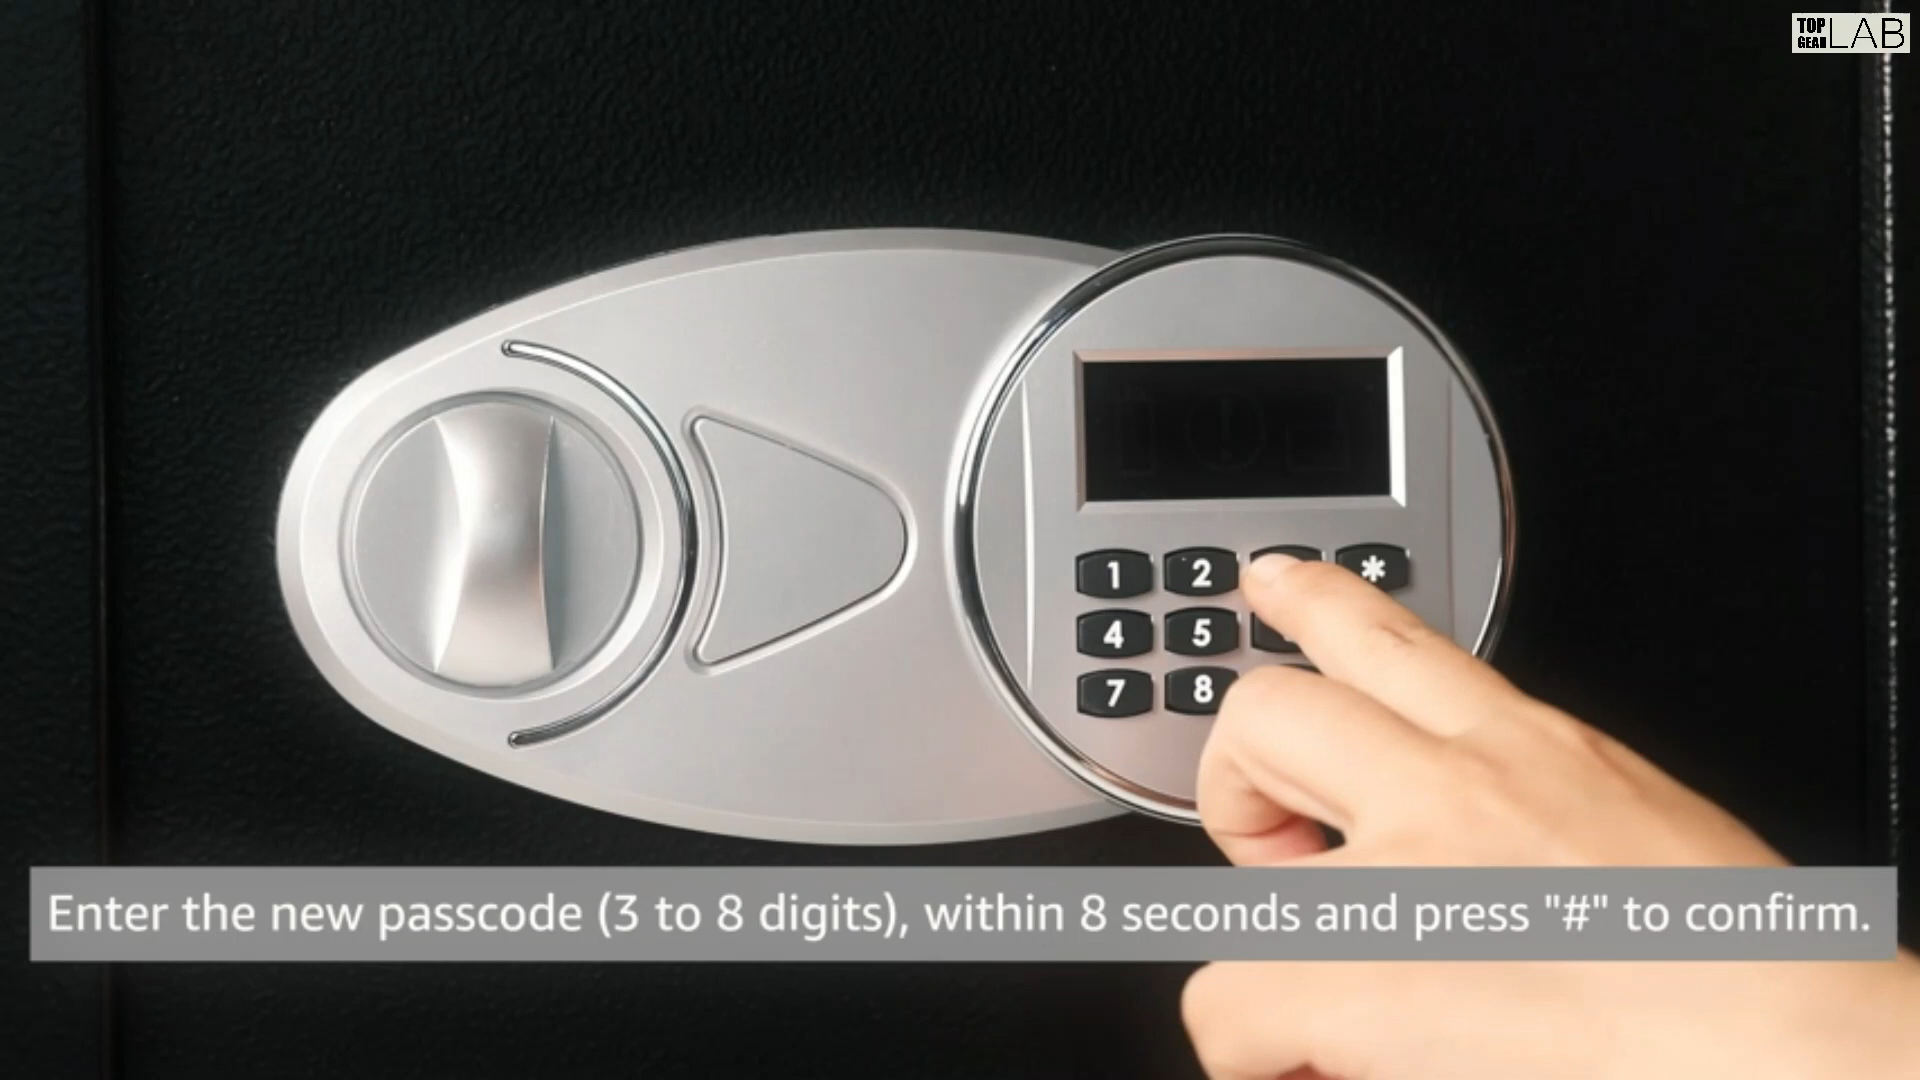 TOP GEAR LAB
1 2 *
4 5
7 8
Enter the new passcode (3 to 8 digits), within 8 seconds and press "#" to confirm.